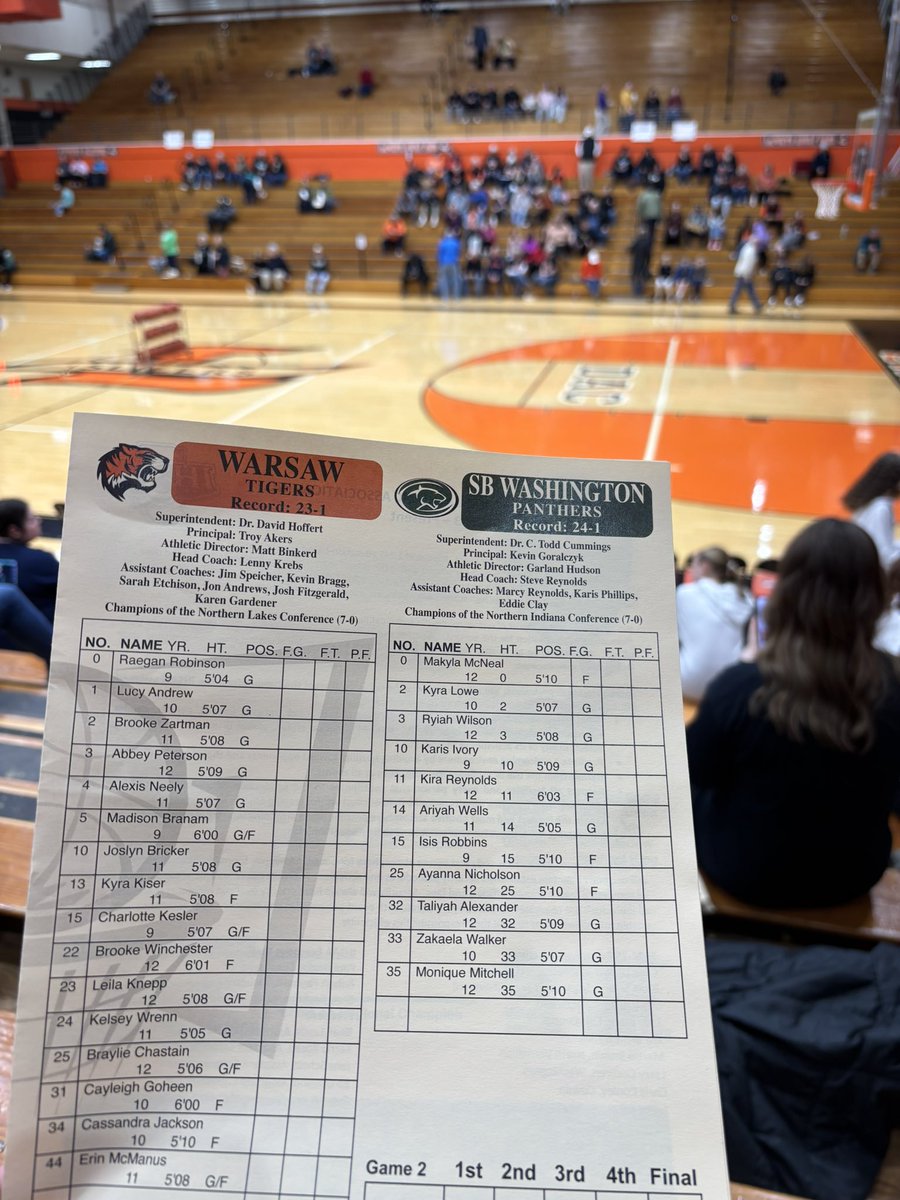 WARSAW
TIGERS
Record: 23-1
Superintendent: Dr. David Hoffert
Principal: Troy Akers
Athletic Director: Matt Binkerd
Head Coach: Lenny Krebs
Assistant Coaches: Jim Speicher, Kevin Bragg,
Sarah Etchison, Jon Andrews, Josh Fitzgerald,
Karen Gardener
Champions of the Northern Lakes Conference (7-0)
NO. NAME YR. HT. POS. F.G. F.T. P.F.
0 Raegan Robinson
9 5'04 G
1 Lucy Andrew
10 5'07 G
2 Brooke Zartman
11 5'08 G
3 Abbey Peterson
12 5'09 G
4 Alexis Neely
11 5'07 G
5 Madison Branam
9 6'00 G/F
10 Joslyn Bricker
11 5'08 G
13 Kyra Kiser
11 5'08 F
15 Charlotte Kesler
9 5'07 G/F
22 Brooke Winchester
12 6'01 F
23 Leila Knepp
12 5'08 G/F
24 Kelsey Wrenn
11 5'05 G
25 Braylie Chastain
12 5'06 G/F
31 Cayleigh Goheen
10 6'00 F
34 Cassandra Jackson
10 5'10 F
44 Erin McManus
11 5'08 G/F
SB WASHINGTON
PANTHERS
Record: 24-1
Superintendent: Dr. C. Todd Cummings
Principal: Kevin Goralczyk
Athletic Director: Garland Hudson
Head Coach: Steve Reynolds
Assistant Coaches: Marcy Reynolds, Karis Phillips,
Eddie Clay
Champions of the Northern Indiana Conference (7-0)
NO. NAME YR. HT. POS. F.G. F.T. P.F.
0 Makyla McNeal
12 0 5'10 F
2 Kyra Lowe
10 2 5'07 G
3 Ryiah Wilson
12 3 5'08 G
10 Karis Ivory
9 10 5'09 G
11 Kira Reynolds
12 11 6'03 F
14 Ariyah Wells
11 14 5'05 G
15 Isis Robbins
9 15 5'10 F
25 Ayanna Nicholson
12 25 5'10 F
32 Taliyah Alexander
12 32 5'09 G
33 Zakaela Walker
10 33 5'07 G
35 Monique Mitchell
12 35 5'10 G
Game 2 1st 2nd 3rd 4th Final